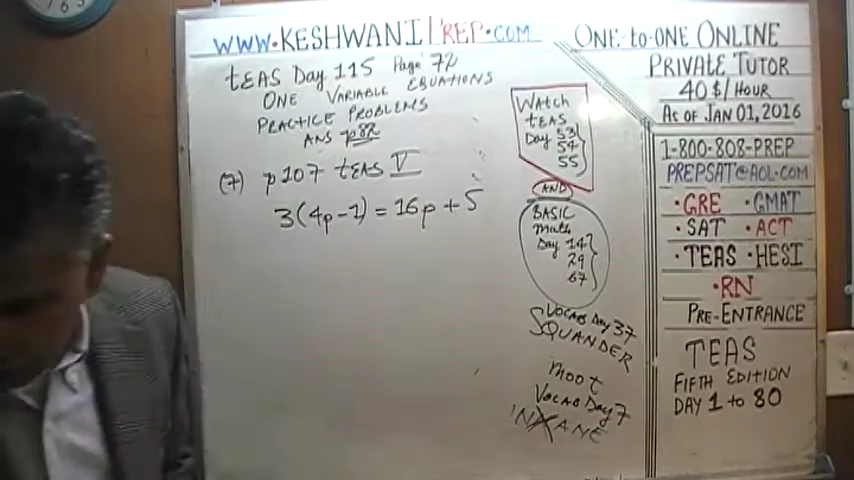 www.KESHWANI PREP.COM
TEAS Day 115 Page 72
ONE VARIABLE EQUATIONS
PRACTICE PROBLEMS
ANS p82
(7) p107 TEAS V
3(4p-1) = 16p + 5
Watch
TEAS
Day 53
54
55
AND
BASIC
Math
Day 14
29
67
VOCAB Day 37
SQUANDER
MOOT
VOCAB Day 7
INANE
ONE-to-ONE ONLINE
PRIVATE TUTOR
40 $/HOUR
AS OF JAN 01, 2016
1-800-808-PREP
PREPSAT@AOL.COM
•GRE •GMAT
•SAT •ACT
•TEAS •HESI
•RN
PRE-ENTRANCE
TEAS
FIFTH EDITION
DAY 1 to 80